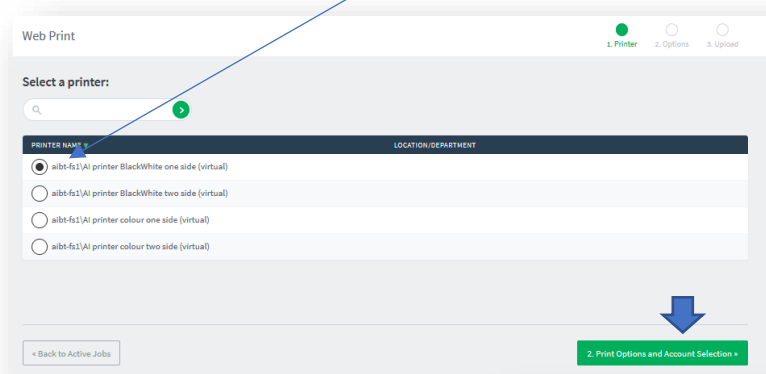 Web Print
1. Printer
2. Options
3. Upload
Select a printer:
PRINTER NAME
LOCATION/DEPARTMENT
aibt-fs1\AI printer BlackWhite one side (virtual)
aibt-fs1\AI printer BlackWhite two side (virtual)
aibt-fs1\AI printer colour one side (virtual)
aibt-fs1\AI printer colour two side (virtual)
« Back to Active Jobs
2. Print Options and Account Selection »